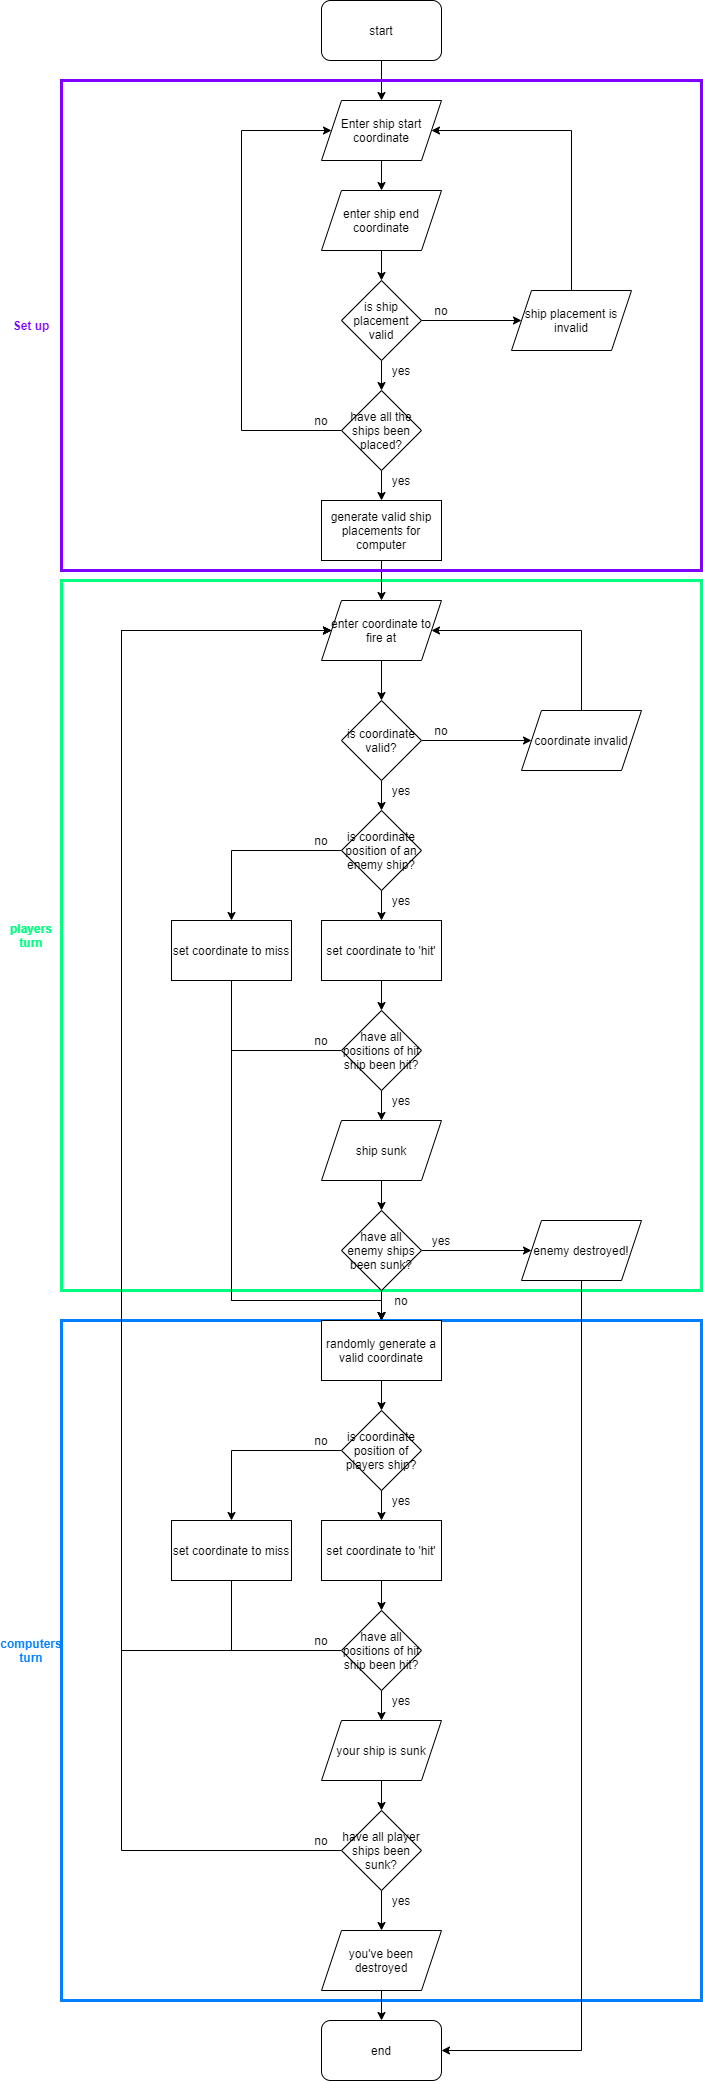 start
Enter ship start
coordinate
enter ship end
coordinate
is ship
placement
valid
no
ship placement is
invalid
Set up
yes
have all the
ships been
placed?
no
yes
generate valid ship
placements for
computer
enter coordinate to
fire at
is coordinate
valid?
no
coordinate invalid
yes
is coordinate
position of an
enemy ship?
no
yes
players
turn
set coordinate to miss
set coordinate to 'hit'
have all
positions of hit
ship been hit?
no
yes
ship sunk
have all
enemy ships
been sunk?
yes
enemy destroyed!
no
randomly generate a
valid coordinate
is coordinate
position of
players ship?
no
yes
set coordinate to miss
set coordinate to 'hit'
computers
turn
have all
positions of hit
ship been hit?
no
yes
your ship is sunk
have all player
ships been
sunk?
no
yes
you've been
destroyed
end